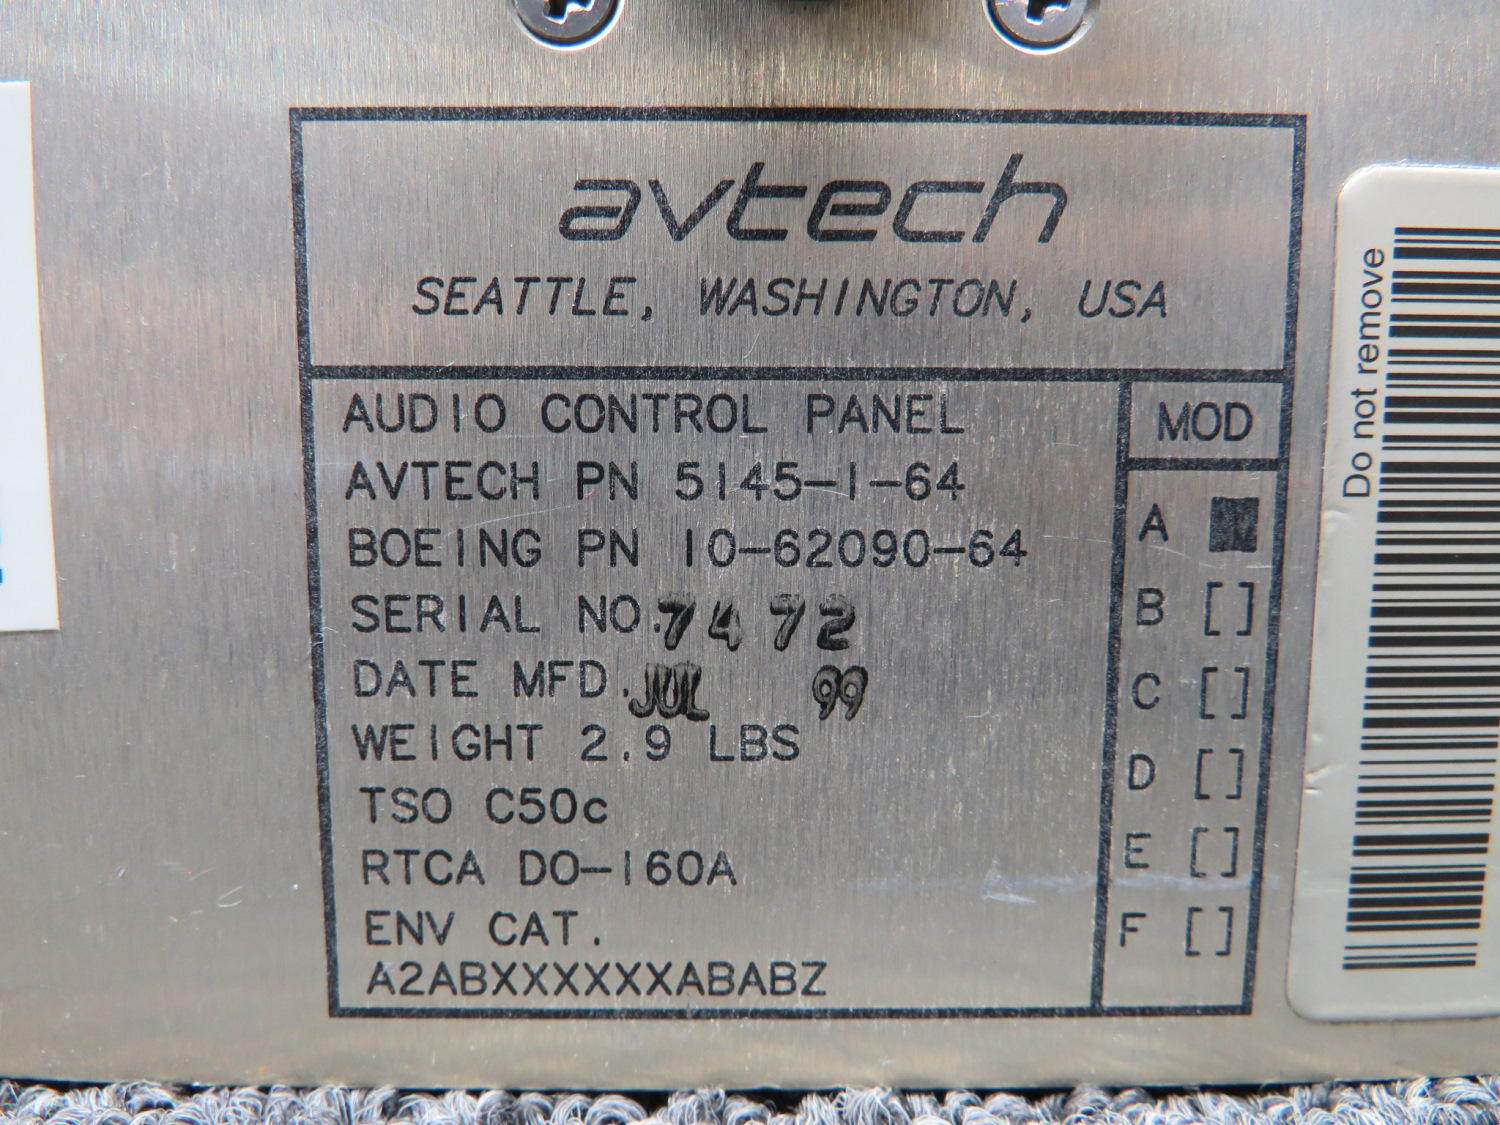 avtech
SEATTLE, WASHINGTON, USA
AUDIO CONTROL PANEL
AVTECH PN 5145-1-64
BOEING PN 10-62090-64
SERIAL NO. 7472
DATE MFD. JUL 99
WEIGHT 2.9 LBS
TSO C50c
RTCA DO-160A
ENV CAT.
A2ABXXXXXXABABZ
MOD
A
B []
C []
D []
E []
F []
Do not remove